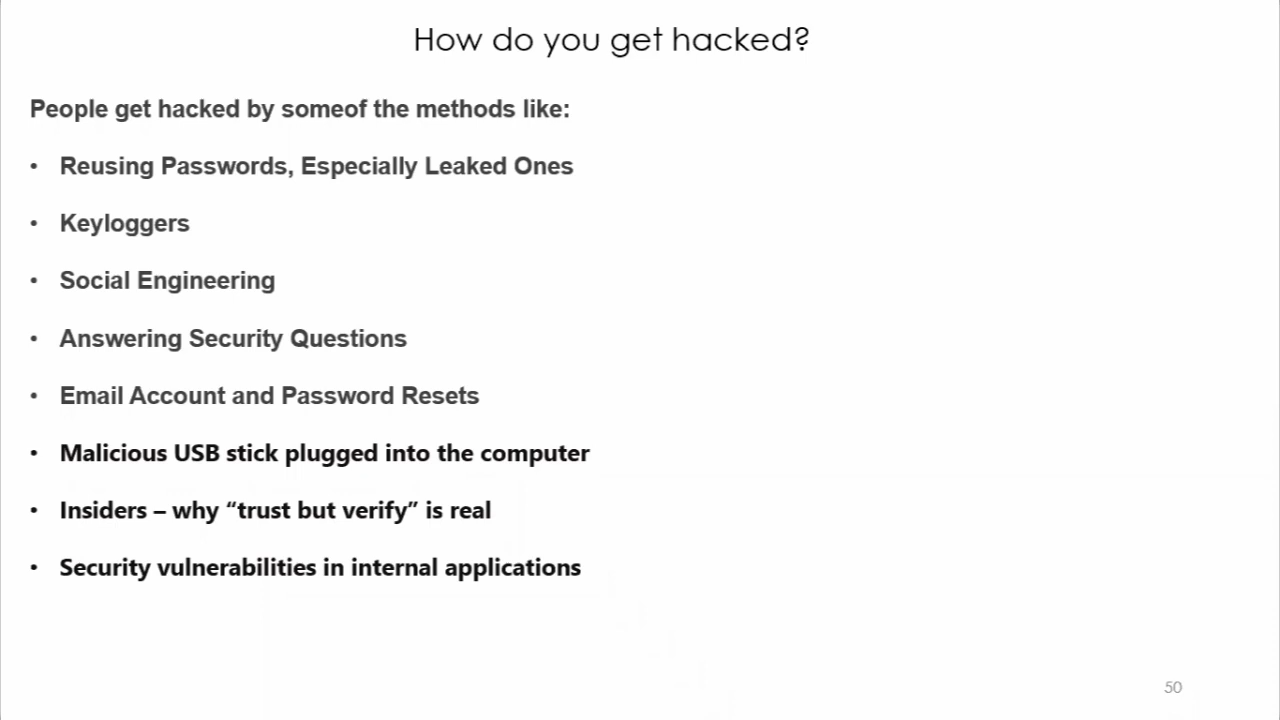 How do you get hacked?
People get hacked by someof the methods like:
• Reusing Passwords, Especially Leaked Ones
• Keyloggers
• Social Engineering
• Answering Security Questions
• Email Account and Password Resets
• Malicious USB stick plugged into the computer
• Insiders – why “trust but verify” is real
• Security vulnerabilities in internal applications
50